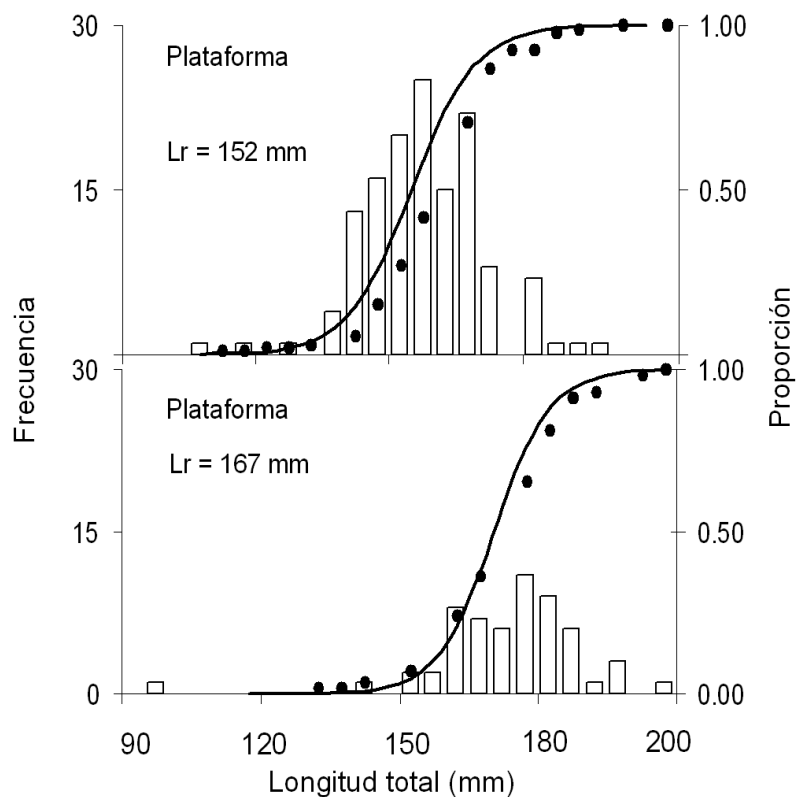 30
1.00
Plataforma
Lr = 152 mm
15
0.50
Frecuencia
Proporción
30
1.00
Plataforma
Lr = 167 mm
15
0.50
0
0.00
90 120 150 180 200
Longitud total (mm)